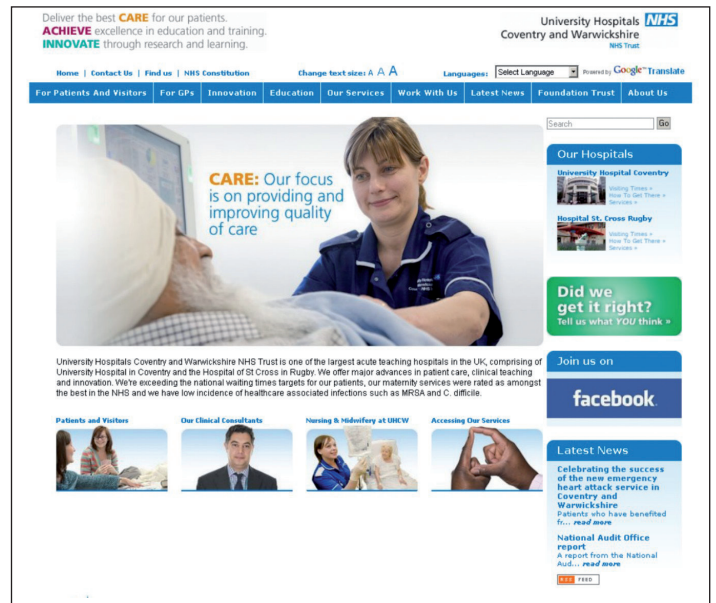 Deliver the best CARE for our patients.
ACHIEVE excellence in education and training.
INNOVATE through research and learning.
University Hospitals NHS
Coventry and Warwickshire
NHS Trust
Home | Contact Us | Find us | NHS Constitution
Change text size: A A A
Languages: Select Language Powered by Google™ Translate
For Patients And Visitors For GPs Innovation Education Our Services Work With Us Latest News Foundation Trust About Us
Search Go
CARE: Our focus
is on providing and
improving quality
of care
Our Hospitals
University Hospital Coventry
Visiting Times »
How To Get There »
Services »
Hospital St. Cross Rugby
Visiting Times »
How To Get There »
Services »
Did we
get it right?
Tell us what YOU think »
University Hospitals Coventry and Warwickshire NHS Trust is one of the largest acute teaching hospitals in the UK, comprising of
University Hospital in Coventry and the Hospital of St Cross in Rugby. We offer major advances in patient care, clinical teaching
and innovation. We're exceeding the national waiting times targets for our patients, our maternity services were rated as amongst
the best in the NHS and we have low incidence of healthcare associated infections such as MRSA and C. difficile.
Join us on
facebook
Patients and Visitors
Our Clinical Consultants
Nursing & Midwifery at UHCW
Accessing Our Services
Latest News
Celebrating the success
of the new emergency
heart attack service in
Coventry and
Warwickshire
Patients who have benefited
fr... read more
National Audit Office
report
A report from the National
Aud... read more
RSS FEED